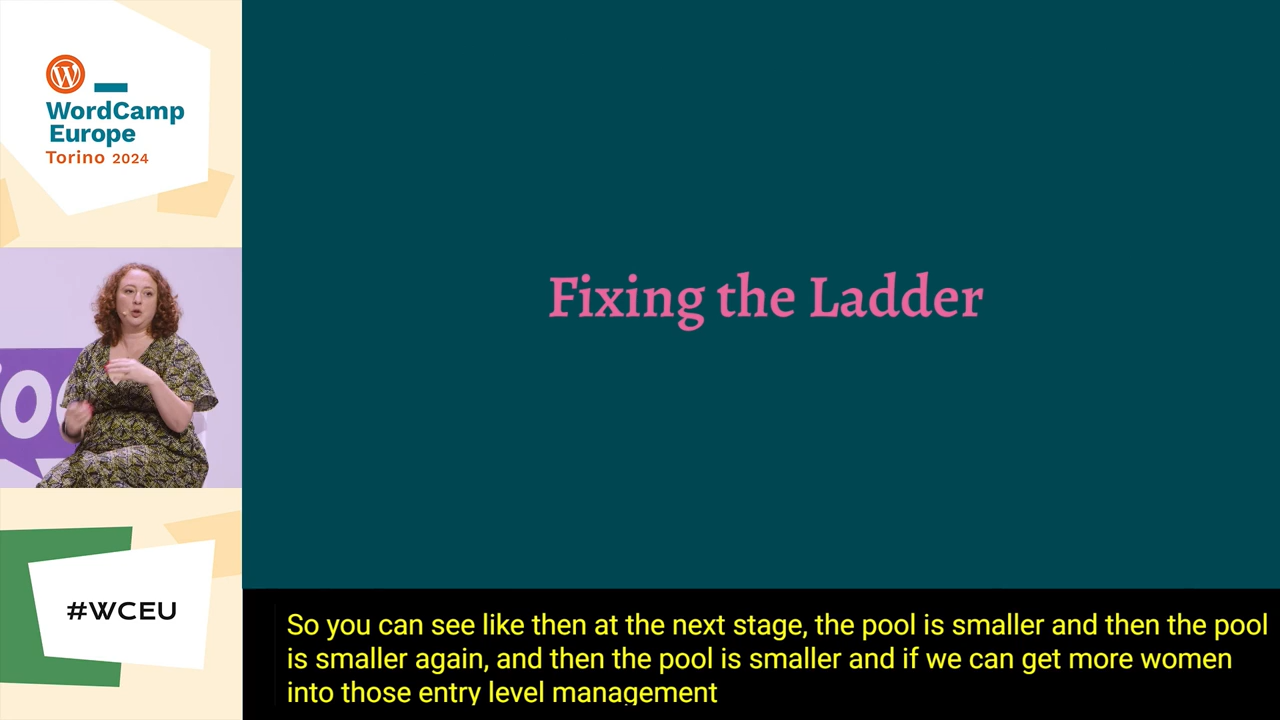 WordCamp
Europe
Torino 2024
Fixing the Ladder
#WCEU
So you can see like then at the next stage, the pool is smaller and then the pool
is smaller again, and then the pool is smaller and if we can get more women
into those entry level management